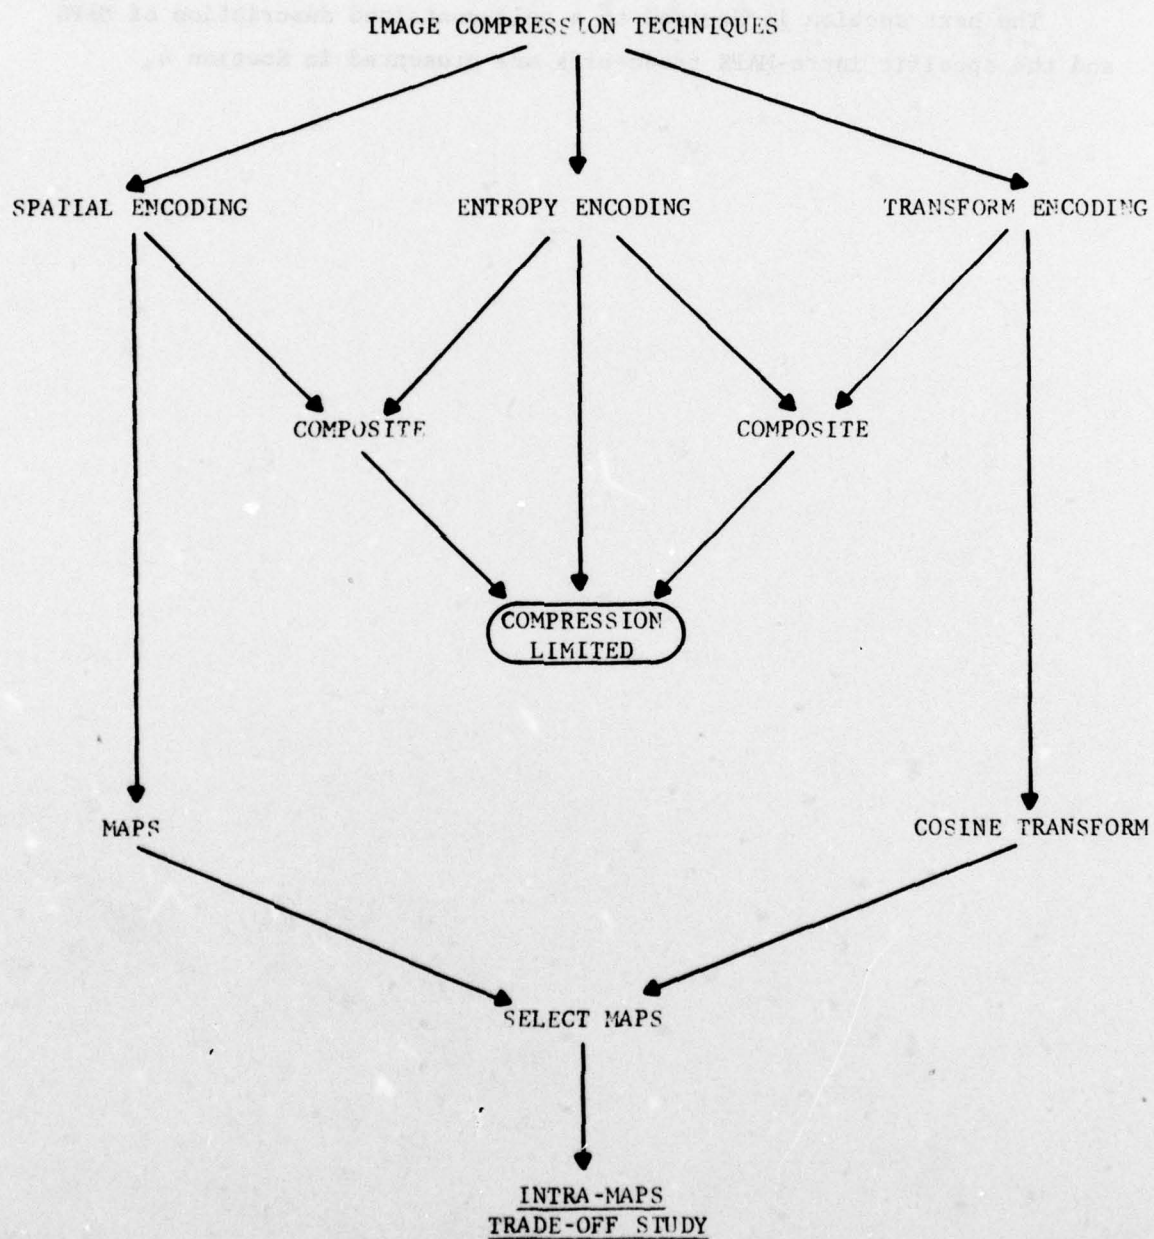 IMAGE COMPRESSION TECHNIQUES
SPATIAL ENCODING ENTROPY ENCODING TRANSFORM ENCODING
COMPOSITE COMPOSITE
COMPRESSION
LIMITED
MAPS COSINE TRANSFORM
SELECT MAPS
INTRA-MAPS
TRADE-OFF STUDY